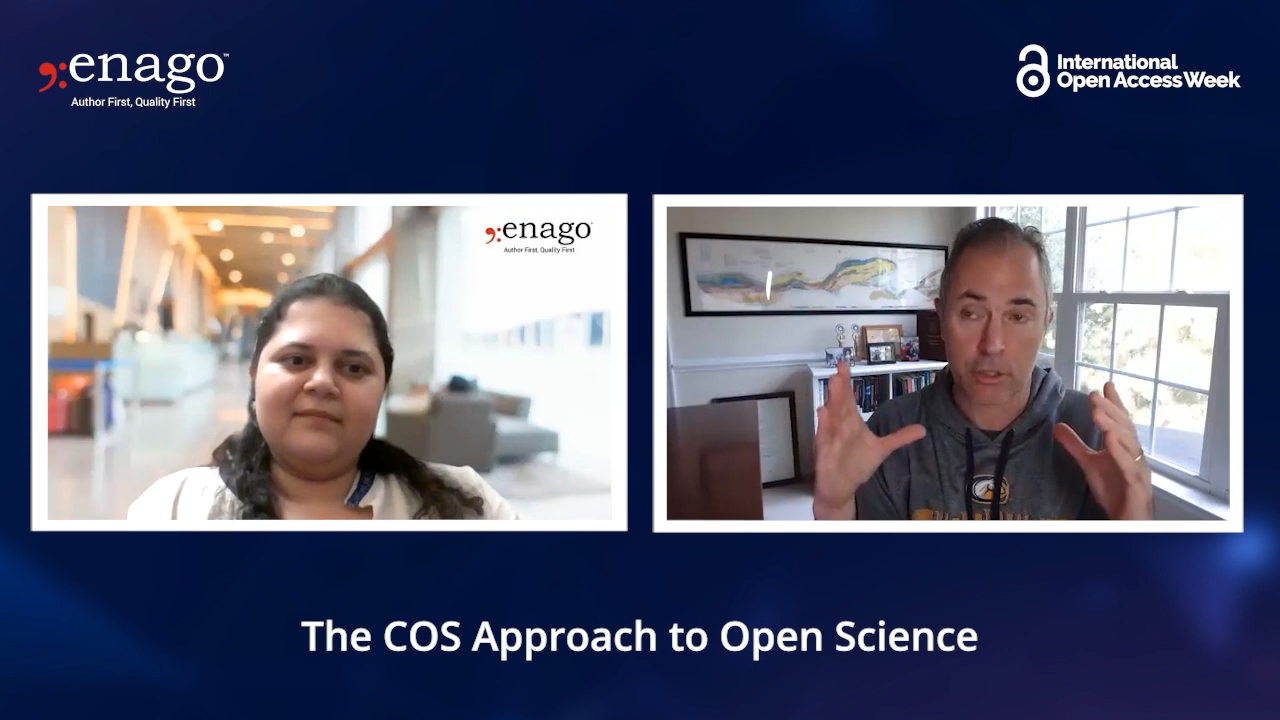 enago™
Author First, Quality First
International
Open Access Week
enago
Author First, Quality First
The COS Approach to Open Science